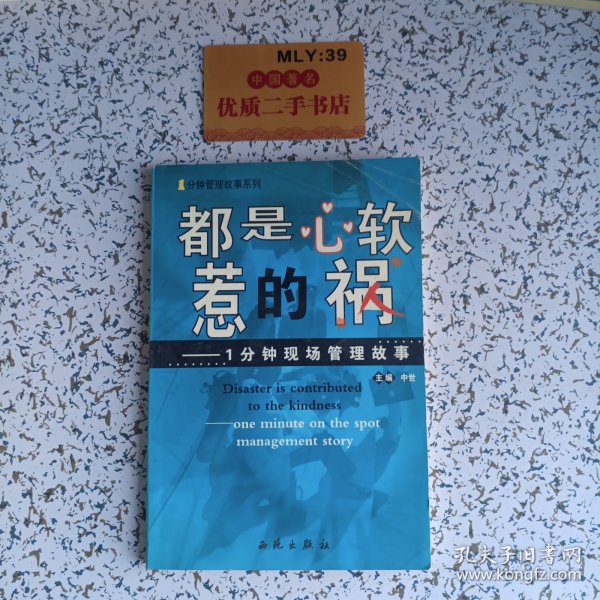 MLY:39
中国著名
优质二手书店
1分钟管理故事系列
都是心软
惹的祸
——1分钟现场管理故事
主编 中世
Disaster is contributed
to the kindness
——one minute on the spot
management story
西苑出版社
孔夫子旧书网
www.kongfz.com